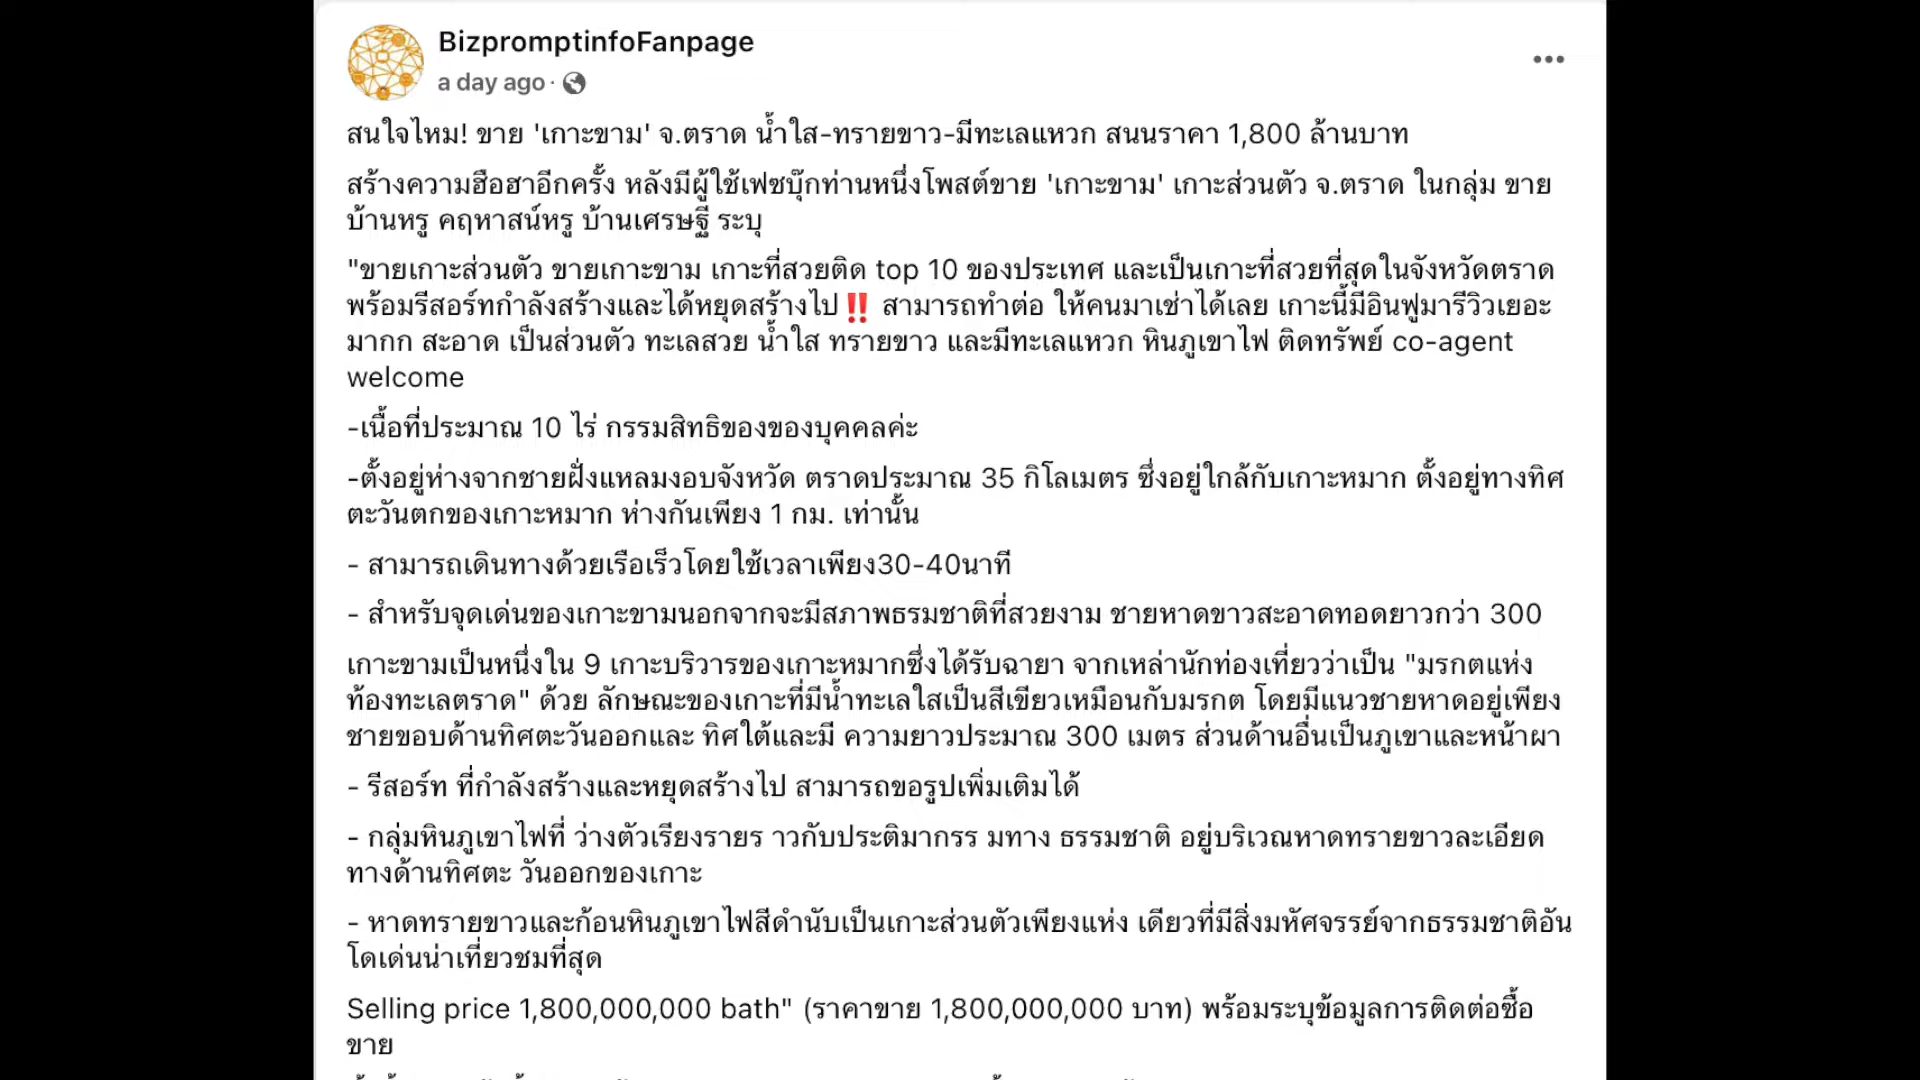 BizpromptinfoFanpage
a day ago ·
สนใจไหม! ขาย 'เกาะขาม' จ.ตราด น้ำใส-ทรายขาว-มีทะเลแหวก สนนราคา 1,800 ล้านบาท
สร้างความฮือฮาอีกครั้ง หลังมีผู้ใช้เฟซบุ๊กท่านหนึ่งโพสต์ขาย 'เกาะขาม' เกาะส่วนตัว จ.ตราด ในกลุ่ม ขาย
บ้านหรู คฤหาสน์หรู บ้านเศรษฐี ระบุ
"ขายเกาะส่วนตัว ขายเกาะขาม เกาะที่สวยติด top 10 ของประเทศ และเป็นเกาะที่สวยที่สุดในจังหวัดตราด
พร้อมรีสอร์ทกำลังสร้างและได้หยุดสร้างไป‼️ สามารถทำต่อ ให้คนมาเช่าได้เลย เกาะนี้มีอินฟูมารีวิวเยอะ
มากก สะอาด เป็นส่วนตัว ทะเลสวย น้ำใส ทรายขาว และมีทะเลแหวก หินภูเขาไฟ ติดทรัพย์ co-agent
welcome
-เนื้อที่ประมาณ 10 ไร่ กรรมสิทธิของของบุคคลค่ะ
-ตั้งอยู่ห่างจากชายฝั่งแหลมงอบจังหวัด ตราดประมาณ 35 กิโลเมตร ซึ่งอยู่ใกล้กับเกาะหมาก ตั้งอยู่ทางทิศ
ตะวันตกของเกาะหมาก ห่างกันเพียง 1 กม. เท่านั้น
- สามารถเดินทางด้วยเรือเร็วโดยใช้เวลาเพียง30-40นาที
- สำหรับจุดเด่นของเกาะขามนอกจากจะมีสภาพธรมชาติที่สวยงาม ชายหาดขาวสะอาดทอดยาวกว่า 300
เกาะขามเป็นหนึ่งใน 9 เกาะบริวารของเกาะหมากซึ่งได้รับฉายา จากเหล่านักท่องเที่ยวว่าเป็น "มรกตแห่ง
ท้องทะเลตราด" ด้วย ลักษณะของเกาะที่มีน้ำทะเลใสเป็นสีเขียวเหมือนกับมรกต โดยมีแนวชายหาดอยู่เพียง
ชายขอบด้านทิศตะวันออกและ ทิศใต้และมี ความยาวประมาณ 300 เมตร ส่วนด้านอื่นเป็นภูเขาและหน้าผา
- รีสอร์ท ที่กำลังสร้างและหยุดสร้างไป สามารถขอรูปเพิ่มเติมได้
- กลุ่มหินภูเขาไฟที่ ว่างตัวเรียงรายร าวกับประติมากรร มทาง ธรรมชาติ อยู่บริเวณหาดทรายขาวละเอียด
ทางด้านทิศตะ วันออกของเกาะ
- หาดทรายขาวและก้อนหินภูเขาไฟสีดำนับเป็นเกาะส่วนตัวเพียงแห่ง เดียวที่มีสิ่งมหัศจรรย์จากธรรมชาติอัน
โดเด่นน่าเที่ยวชมที่สุด
Selling price 1,800,000,000 bath" (ราคาขาย 1,800,000,000 บาท) พร้อมระบุข้อมูลการติดต่อซื้อ
ขาย